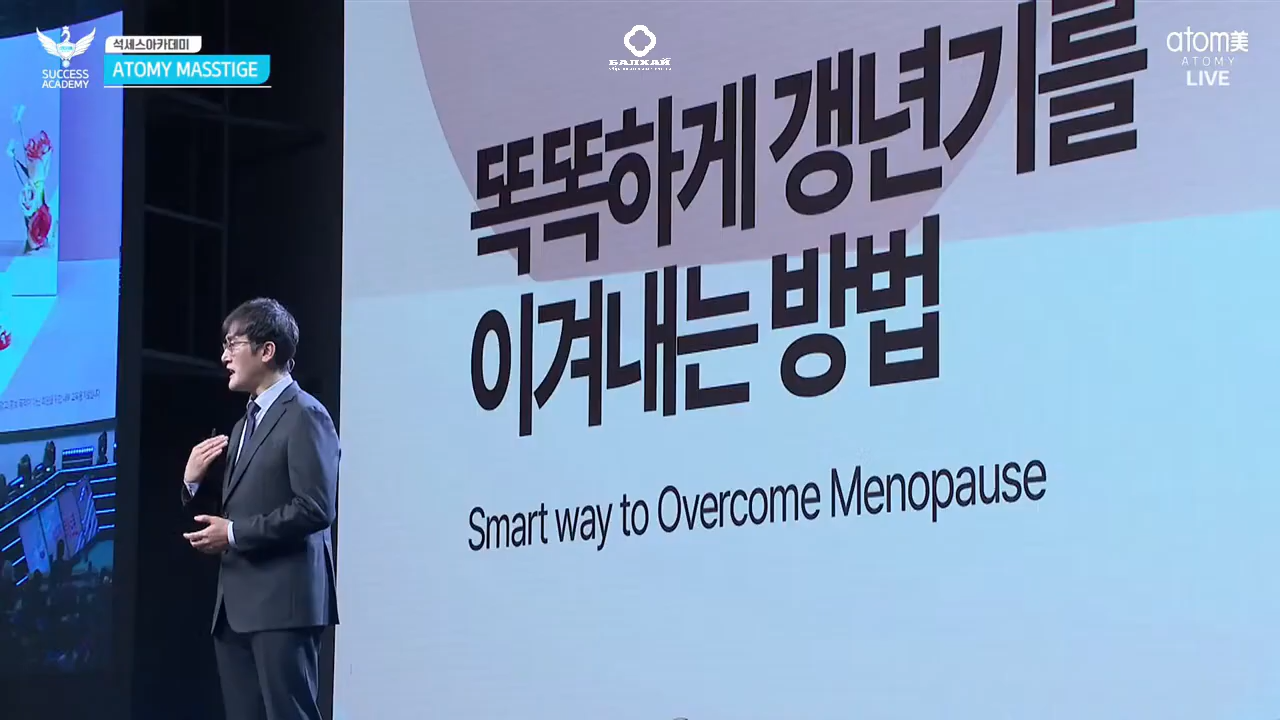 SUCCESS
ACADEMY
석세스아카데미
ATOMY MASSTIGE
БАЛХАЙ
atom美
ATOMY
LIVE
똑똑하게 갱년기를
이겨내는 방법
Smart way to Overcome Menopause